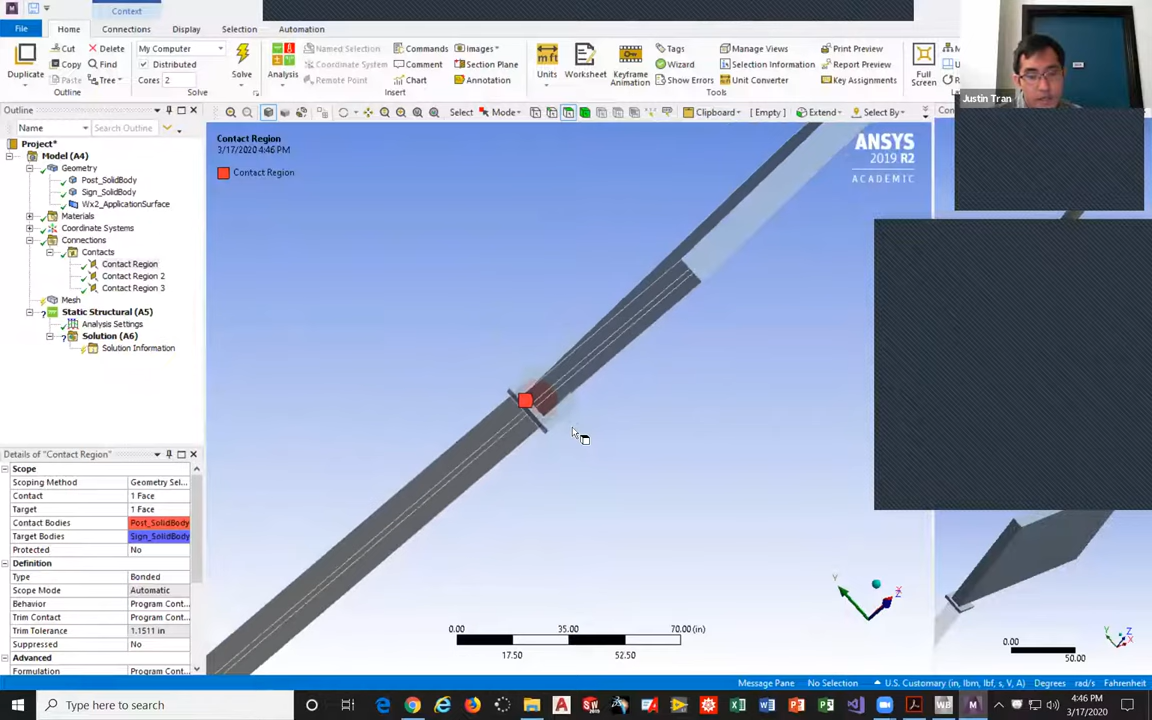 Context
File
Home
Connections
Display
Selection
Automation
Duplicate
Cut
Copy
Paste
Delete
Find
Tree
Outline
My Computer
Distributed
Cores 2
Solve
Solve
Analysis
Named Selection
Coordinate System
Remote Point
Commands
Comment
Chart
Insert
Images
Section Plane
Annotation
Units
Worksheet
Keyframe
Animation
Tags
Wizard
Show Errors
Manage Views
Selection Information
Unit Converter
Print Preview
Report Preview
Key Assignments
Tools
Full
Screen
Justin Tran
Outline
Name
Search Outline
Select
Mode
Clipboard
[ Empty ]
Extend
Select By
Project*
Model (A4)
Geometry
Post_SolidBody
Sign_SolidBody
Wx2_ApplicationSurface
Materials
Coordinate Systems
Connections
Contacts
Contact Region
Contact Region 2
Contact Region 3
Mesh
Static Structural (A5)
Analysis Settings
Solution (A6)
Solution Information
Contact Region
3/17/2020 4:46 PM
Contact Region
ANSYS
2019 R2
ACADEMIC
Details of "Contact Region"
Scope
Scoping Method Geometry Sel...
Contact 1 Face
Target 1 Face
Contact Bodies Post_SolidBody
Target Bodies Sign_SolidBody
Protected No
Definition
Type Bonded
Scope Mode Automatic
Behavior Program Cont...
Trim Contact Program Cont...
Trim Tolerance 1.1511 in
Suppressed No
Advanced
Formulation Program Cont...
0.00 35.00 70.00 (in)
17.50 52.50
Y
X
Z
0.00
50.00
Y
Z
X
Message Pane
No Selection
U.S. Customary (in, lbm, lbf, s, V, A)
Degrees
rad/s
Fahrenheit
Type here to search
4:46 PM
3/17/2020